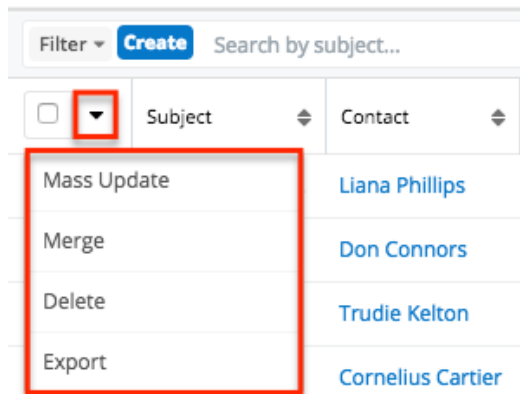 Filter Create Search by subject...
Subject Contact
Mass Update Liana Phillips
Merge Don Connors
Delete Trudie Kelton
Export Cornelius Cartier